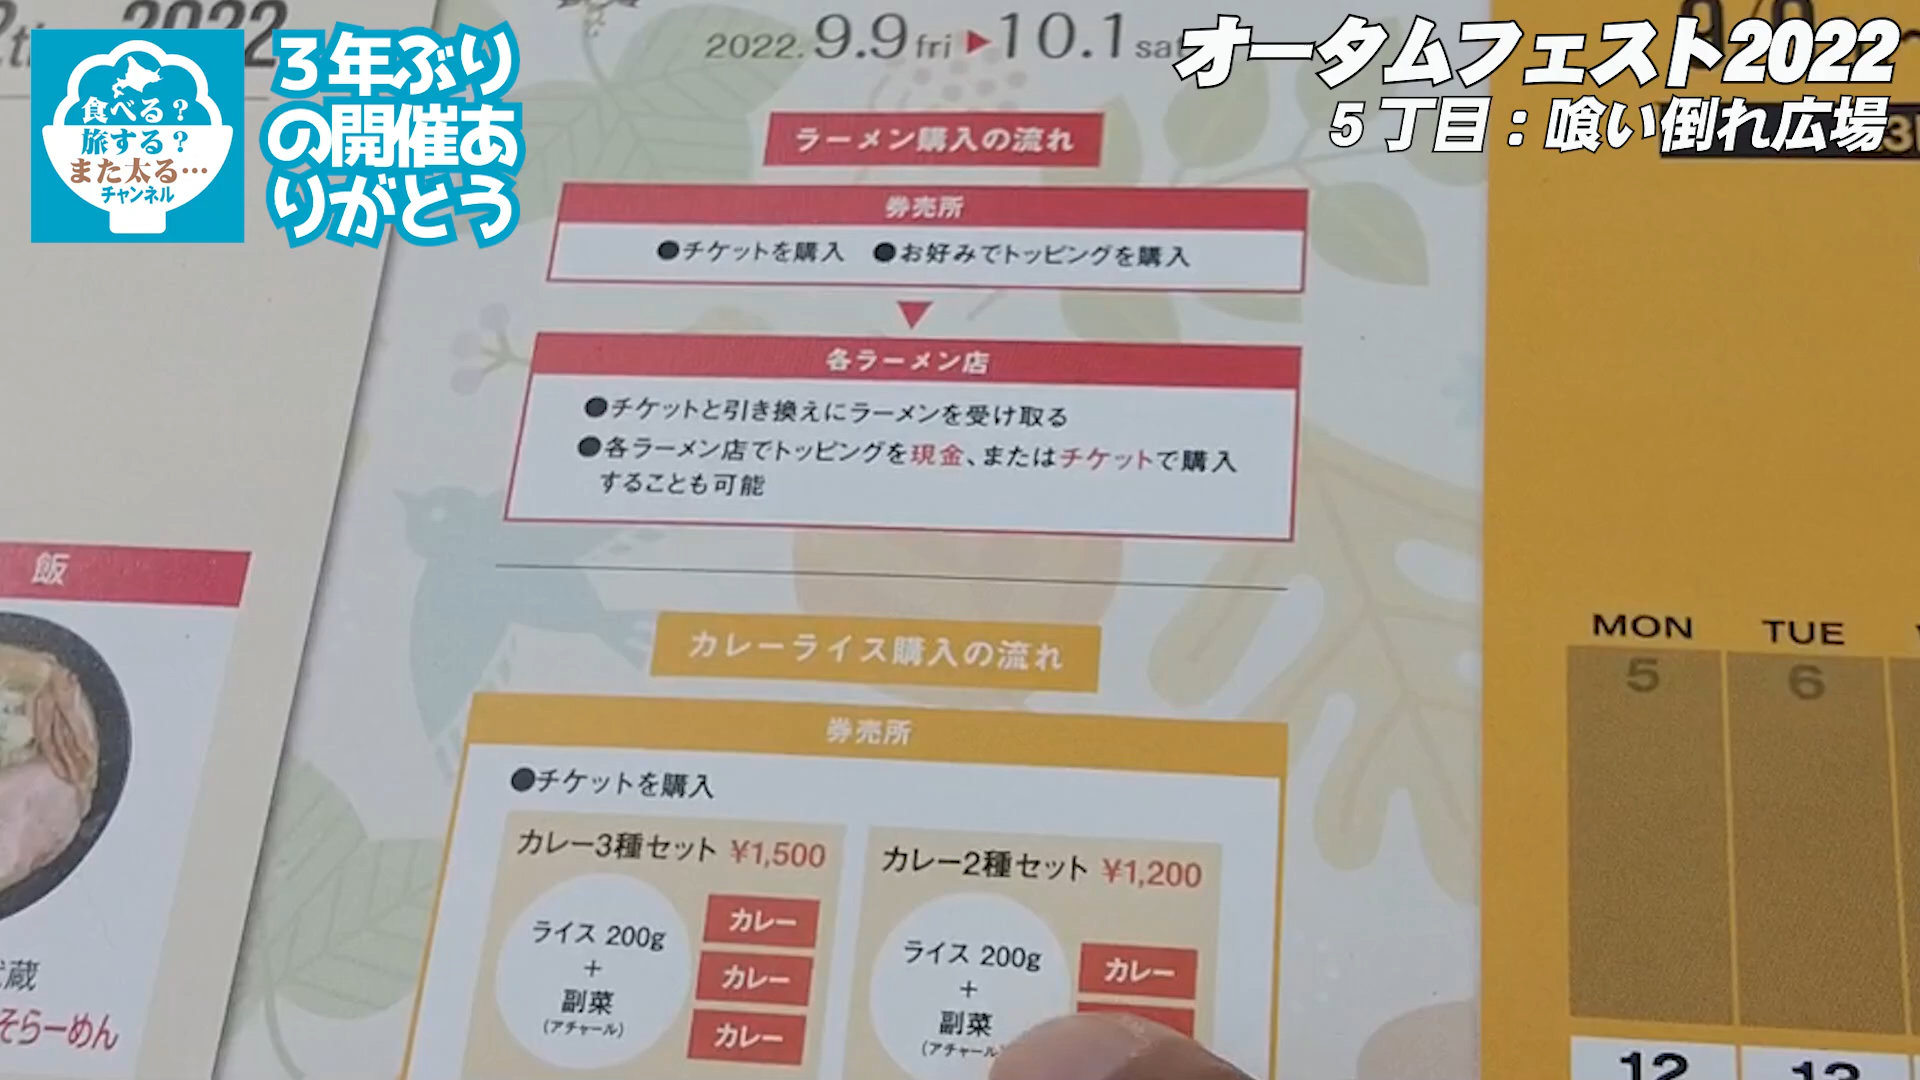 2022
食べる？
旅する？
また太る…
チャンネル
３年ぶり
の開催あ
りがとう
2022.9.9fri▶10.1sat
オータムフェスト2022
５丁目：喰い倒れ広場
ラーメン購入の流れ
券売所
●チケットを購入 ●お好みでトッピングを購入
▼
各ラーメン店
●チケットと引き換えにラーメンを受け取る
●各ラーメン店でトッピングを現金、またはチケットで購入
することも可能
飯
蔵
そらーめん
カレーライス購入の流れ
券売所
●チケットを購入
カレー3種セット ¥1,500
ライス 200g
+
副菜
(アチャール)
カレー
カレー
カレー
カレー2種セット ¥1,200
ライス 200g
+
副菜
(アチャール
カレー
MON TUE
5 6
12 13